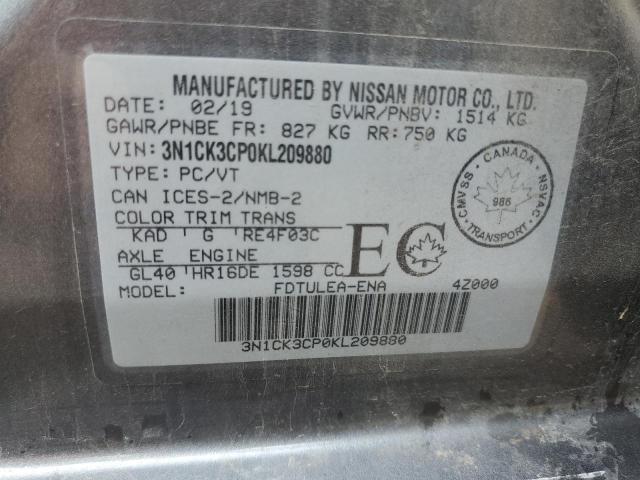 MANUFACTURED BY NISSAN MOTOR CO., LTD.
DATE: 02/19 GVWR/PNBV: 1514 KG
GAWR/PNBE FR: 827 KG RR: 750 KG
VIN: 3N1CK3CP0KL209880
TYPE: PC/VT
CAN ICES-2/NMB-2
COLOR TRIM TRANS
KAD ' G ' RE4F03C
AXLE ENGINE
GL40 ' HR16DE 1598 CC
MODEL: FDTULEA-ENA 4Z000
EC
CANADA
CMVSS NSVAC
986
TRANSPORT
3N1CK3CP0KL209880